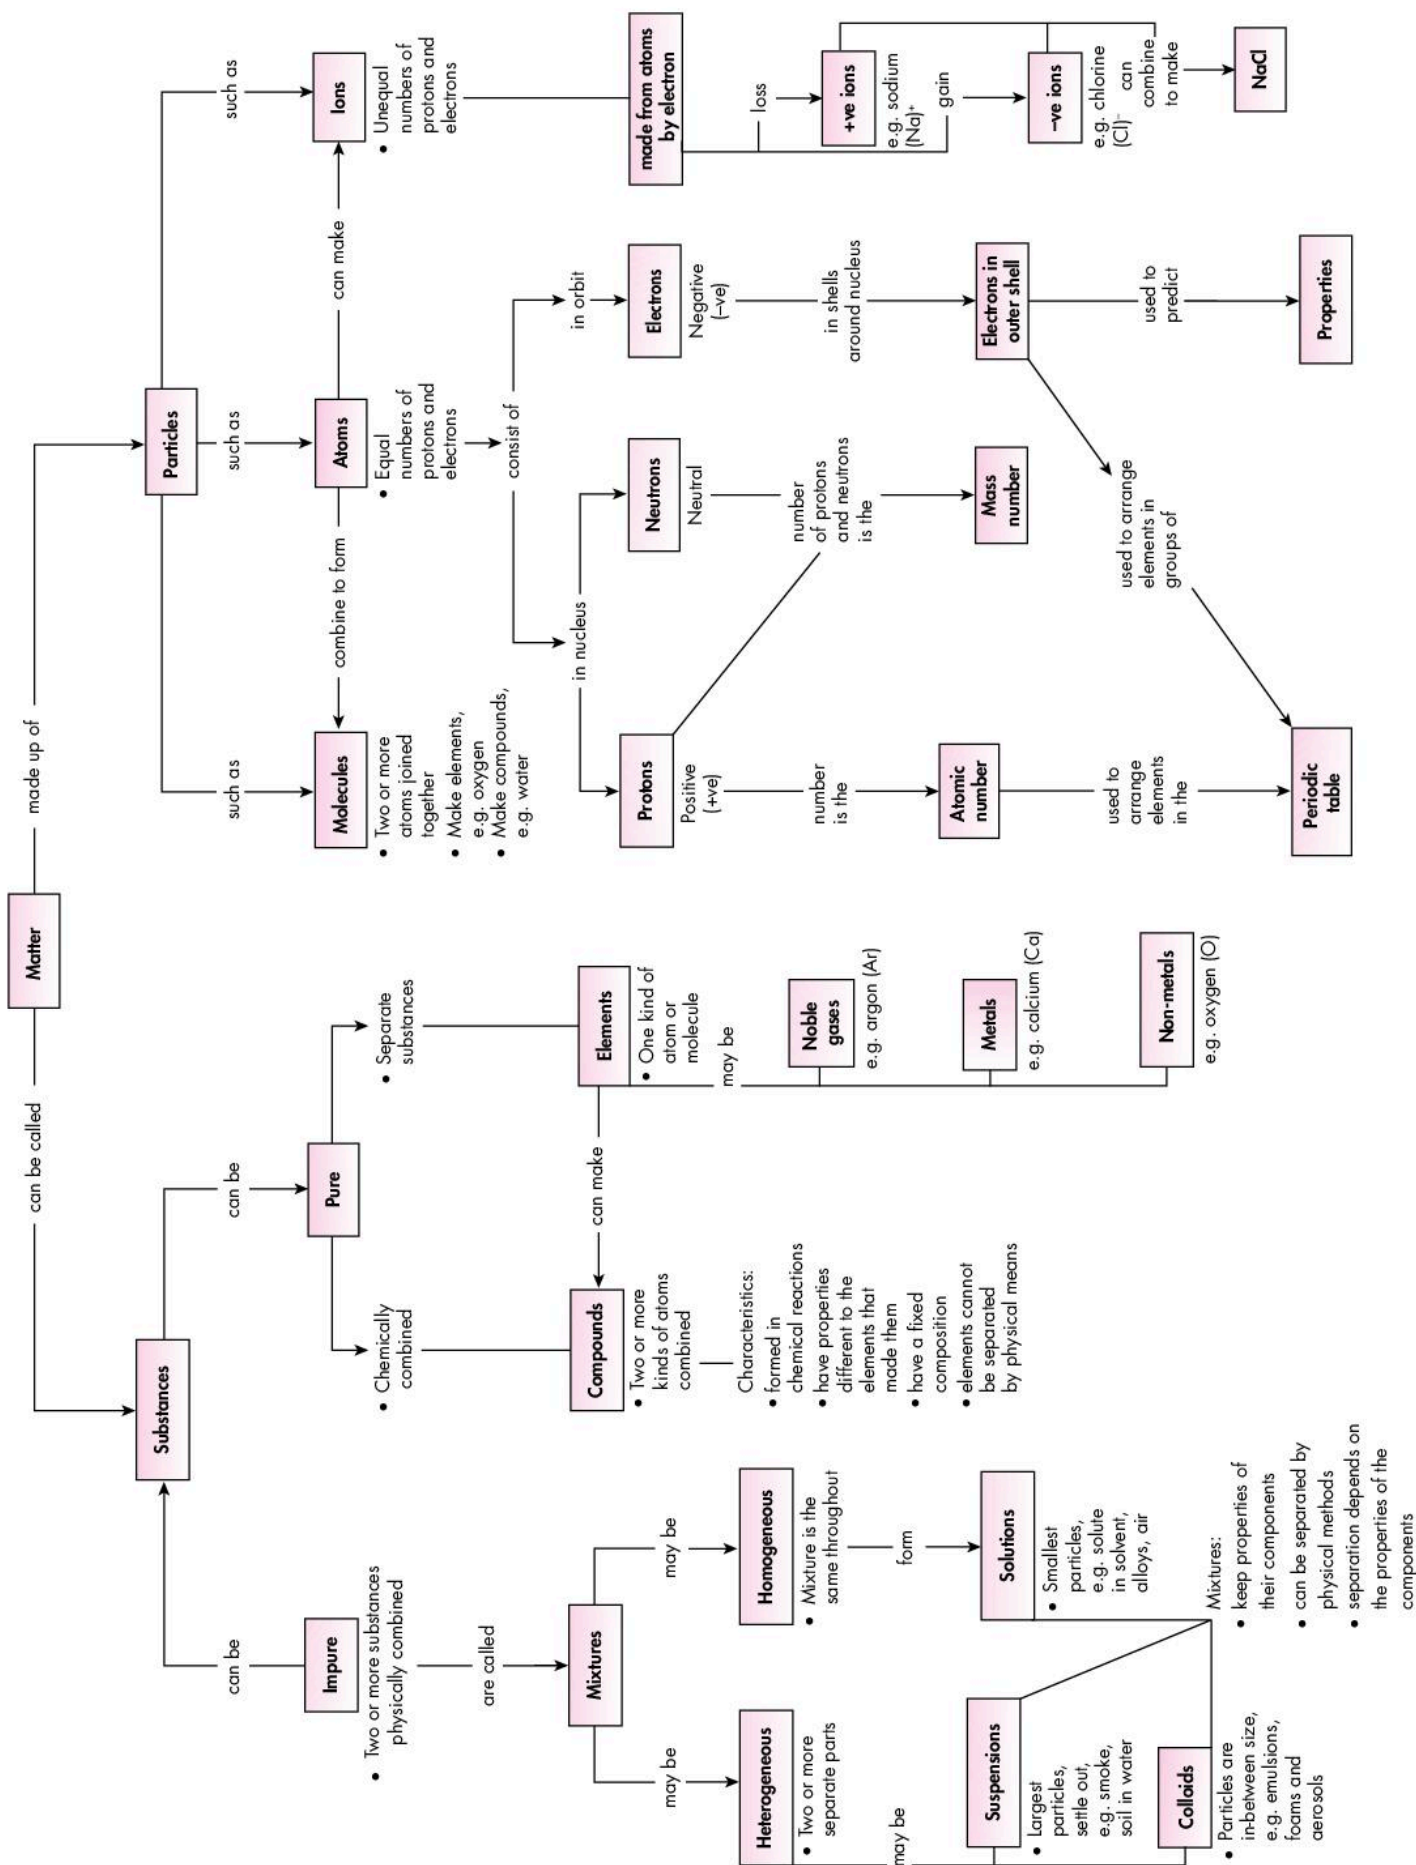 Matter
can be called
made up of
Substances
Particles
can be
can be
such as
such as
such as
Impure
• Two or more substances
physically combined
are called
Mixtures
may be
may be
Heterogeneous
• Two or more
separate parts
may be
Homogeneous
• Mixture is the
same throughout
form
Suspensions
• Largest
particles,
settle out,
e.g. smoke,
soil in water
Colloids
• Particles are
in-between size,
e.g. emulsions,
foams and
aerosols
Solutions
• Smallest
particles,
e.g. solute
in solvent,
alloys, air
Mixtures:
• keep properties of
their components
• can be separated by
physical methods
• separation depends on
the properties of the
components
Pure
• Chemically
combined
• Separate
substances
Compounds
• Two or more
kinds of atoms
combined
Characteristics:
• formed in
chemical reactions
• have properties
different to the
elements that
made them
• have a fixed
composition
• elements cannot
be separated
by physical means
can make
Elements
• One kind of
atom or
molecule
may be
Noble
gases
e.g. argon (Ar)
Metals
e.g. calcium (Ca)
Non-metals
e.g. oxygen (O)
Molecules
• Two or more
atoms joined
together
• Make elements,
e.g. oxygen
• Make compounds,
e.g. water
combine to form
Atoms
• Equal
numbers of
protons and
electrons
can make
Ions
• Unequal
numbers of
protons and
electrons
consist of
in nucleus
in orbit
Protons
Positive
(+ve)
number
is the
Atomic
number
used to
arrange
elements
in the
Periodic
table
Neutrons
Neutral
number
of protons
and neutrons
is the
Mass
number
Electrons
Negative
(–ve)
in shells
around nucleus
Electrons in
outer shell
used to arrange
elements in
groups of
used to
predict
Properties
made from atoms
by electron
loss
+ve ions
e.g. sodium
(Na)⁺
gain
–ve ions
e.g. chlorine
(Cl)⁻
can
combine
to make
NaCl